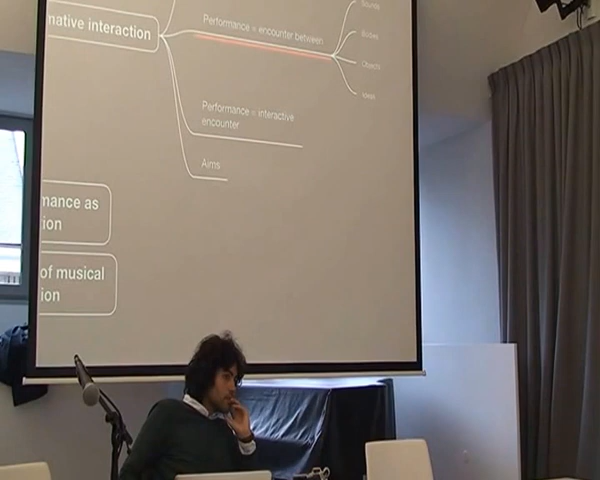 native interaction
Performance = encounter between
Sounds
Bodies
Objects
Ideas
Performance = interactive
encounter
Aims
mance as
ion
of musical
ion